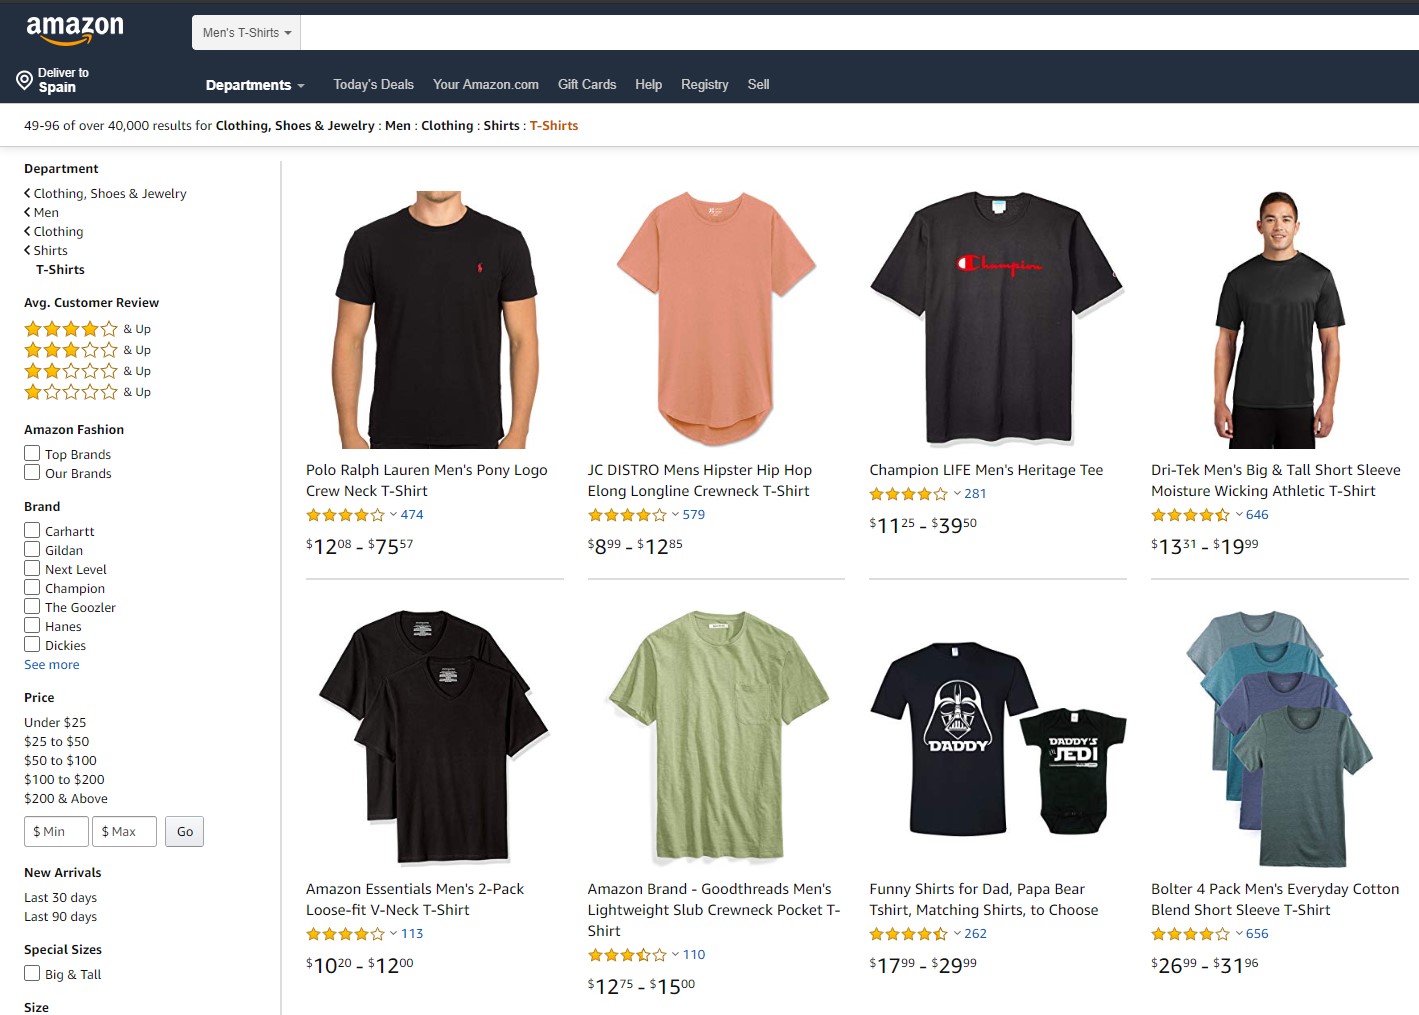 amazon
Men's T-Shirts
Deliver to
Spain
Departments
Today's Deals
Your Amazon.com
Gift Cards
Help
Registry
Sell
49-96 of over 40,000 results for Clothing, Shoes & Jewelry : Men : Clothing : Shirts : T-Shirts
Department
Clothing, Shoes & Jewelry
Men
Clothing
Shirts
T-Shirts
Avg. Customer Review
& Up
& Up
& Up
& Up
Amazon Fashion
Top Brands
Our Brands
Brand
Carhartt
Gildan
Next Level
Champion
The Goozler
Hanes
Dickies
See more
Price
Under $25
$25 to $50
$50 to $100
$100 to $200
$200 & Above
$ Min
$ Max
Go
New Arrivals
Last 30 days
Last 90 days
Special Sizes
Big & Tall
Size
Polo Ralph Lauren Men's Pony Logo
Crew Neck T-Shirt
474
$12.08 - $75.57
JC DISTRO Mens Hipster Hip Hop
Elong Longline Crewneck T-Shirt
579
$8.99 - $12.85
Champion
Champion LIFE Men's Heritage Tee
281
$11.25 - $39.50
Dri-Tek Men's Big & Tall Short Sleeve
Moisture Wicking Athletic T-Shirt
646
$13.31 - $19.99
Amazon Essentials Men's 2-Pack
Loose-fit V-Neck T-Shirt
113
$10.20 - $12.00
Amazon Brand - Goodthreads Men's
Lightweight Slub Crewneck Pocket T-
Shirt
110
$12.75 - $15.00
DADDY
DADDY'S
LIL
JEDI
Funny Shirts for Dad, Papa Bear
Tshirt, Matching Shirts, to Choose
262
$17.99 - $29.99
Bolter 4 Pack Men's Everyday Cotton
Blend Short Sleeve T-Shirt
656
$26.99 - $31.96